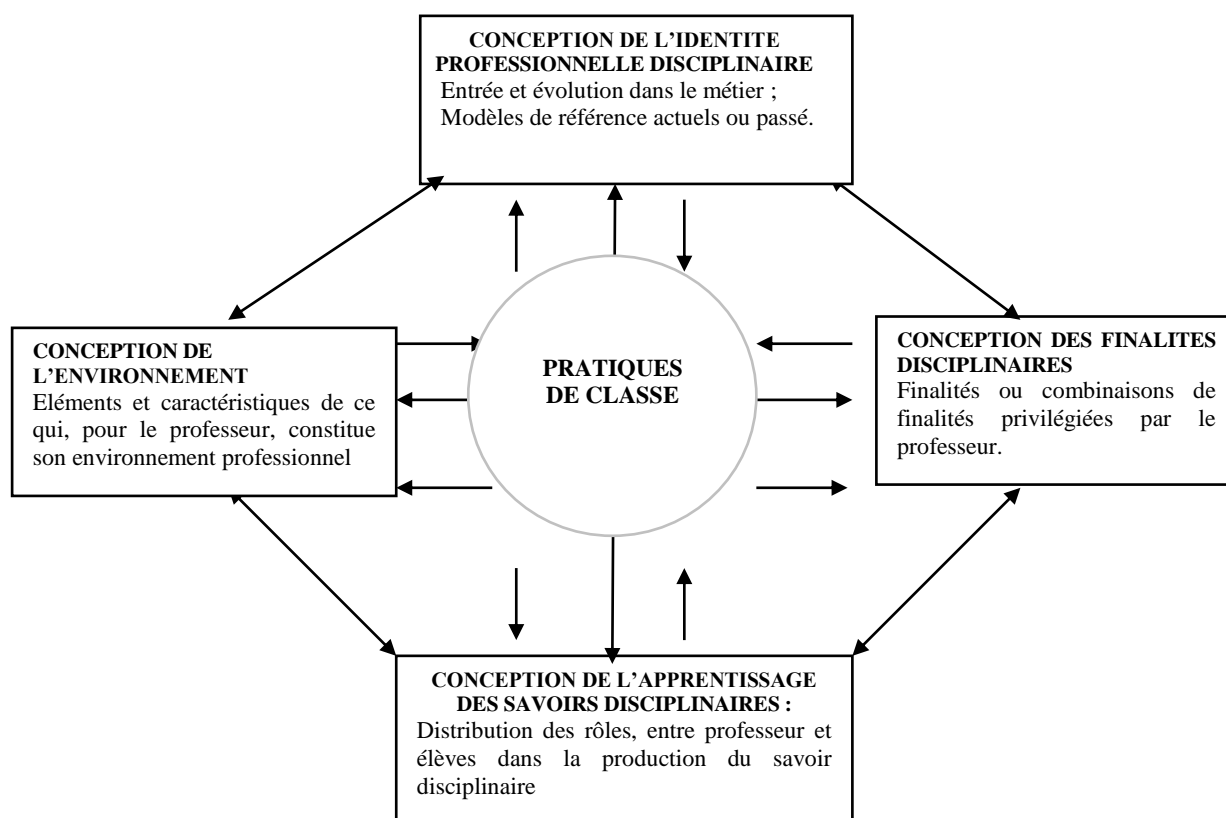 CONCEPTION DE L’IDENTITE
PROFESSIONNELLE DISCIPLINAIRE
Entrée et évolution dans le métier ;
Modèles de référence actuels ou passé.
CONCEPTION DE
L’ENVIRONNEMENT
Eléments et caractéristiques de ce
qui, pour le professeur, constitue
son environnement professionnel
PRATIQUES
DE CLASSE
CONCEPTION DES FINALITES
DISCIPLINAIRES
Finalités ou combinaisons de
finalités privilégiées par le
professeur.
CONCEPTION DE L’APPRENTISSAGE
DES SAVOIRS DISCIPLINAIRES :
Distribution des rôles, entre professeur et
élèves dans la production du savoir
disciplinaire